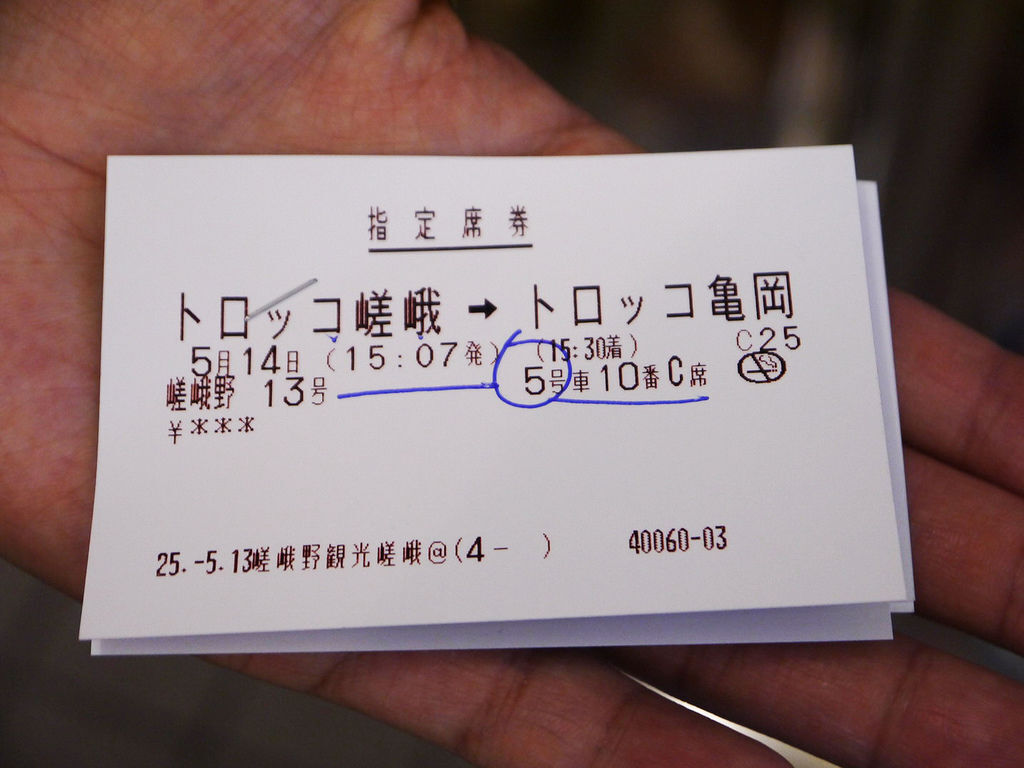 指定席券
トロッコ嵯峨 → トロッコ亀岡
5月14日 (15:07発) (15:30着) C25
嵯峨野 13号 5号車 10番C席
¥***
25.-5.13嵯峨野観光嵯峨@(4- ) 40060-03